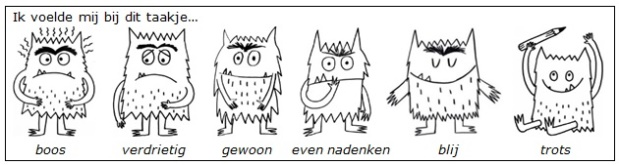 Ik voelde mij bij dit taakje...
boos verdrietig gewoon even nadenken blij trots